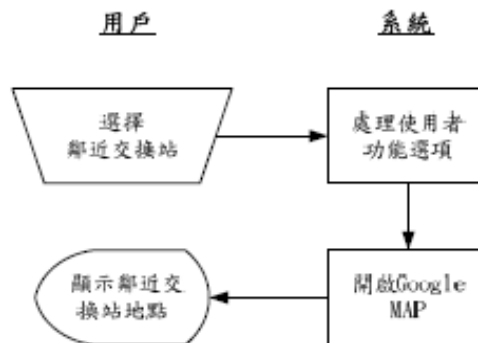 用戶
系統
選擇
鄰近交換站
處理使用者
功能選項
顯示鄰近交
換站地點
開啟Google
MAP